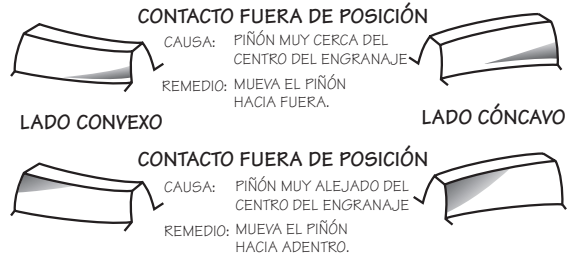 CONTACTO FUERA DE POSICIÓN
CAUSA: PIÑÓN MUY CERCA DEL
CENTRO DEL ENGRANAJE
REMEDIO: MUEVA EL PIÑÓN
HACIA FUERA.
LADO CONVEXO
LADO CÓNCAVO
CONTACTO FUERA DE POSICIÓN
CAUSA: PIÑÓN MUY ALEJADO DEL
CENTRO DEL ENGRANAJE
REMEDIO: MUEVA EL PIÑÓN
HACIA ADENTRO.